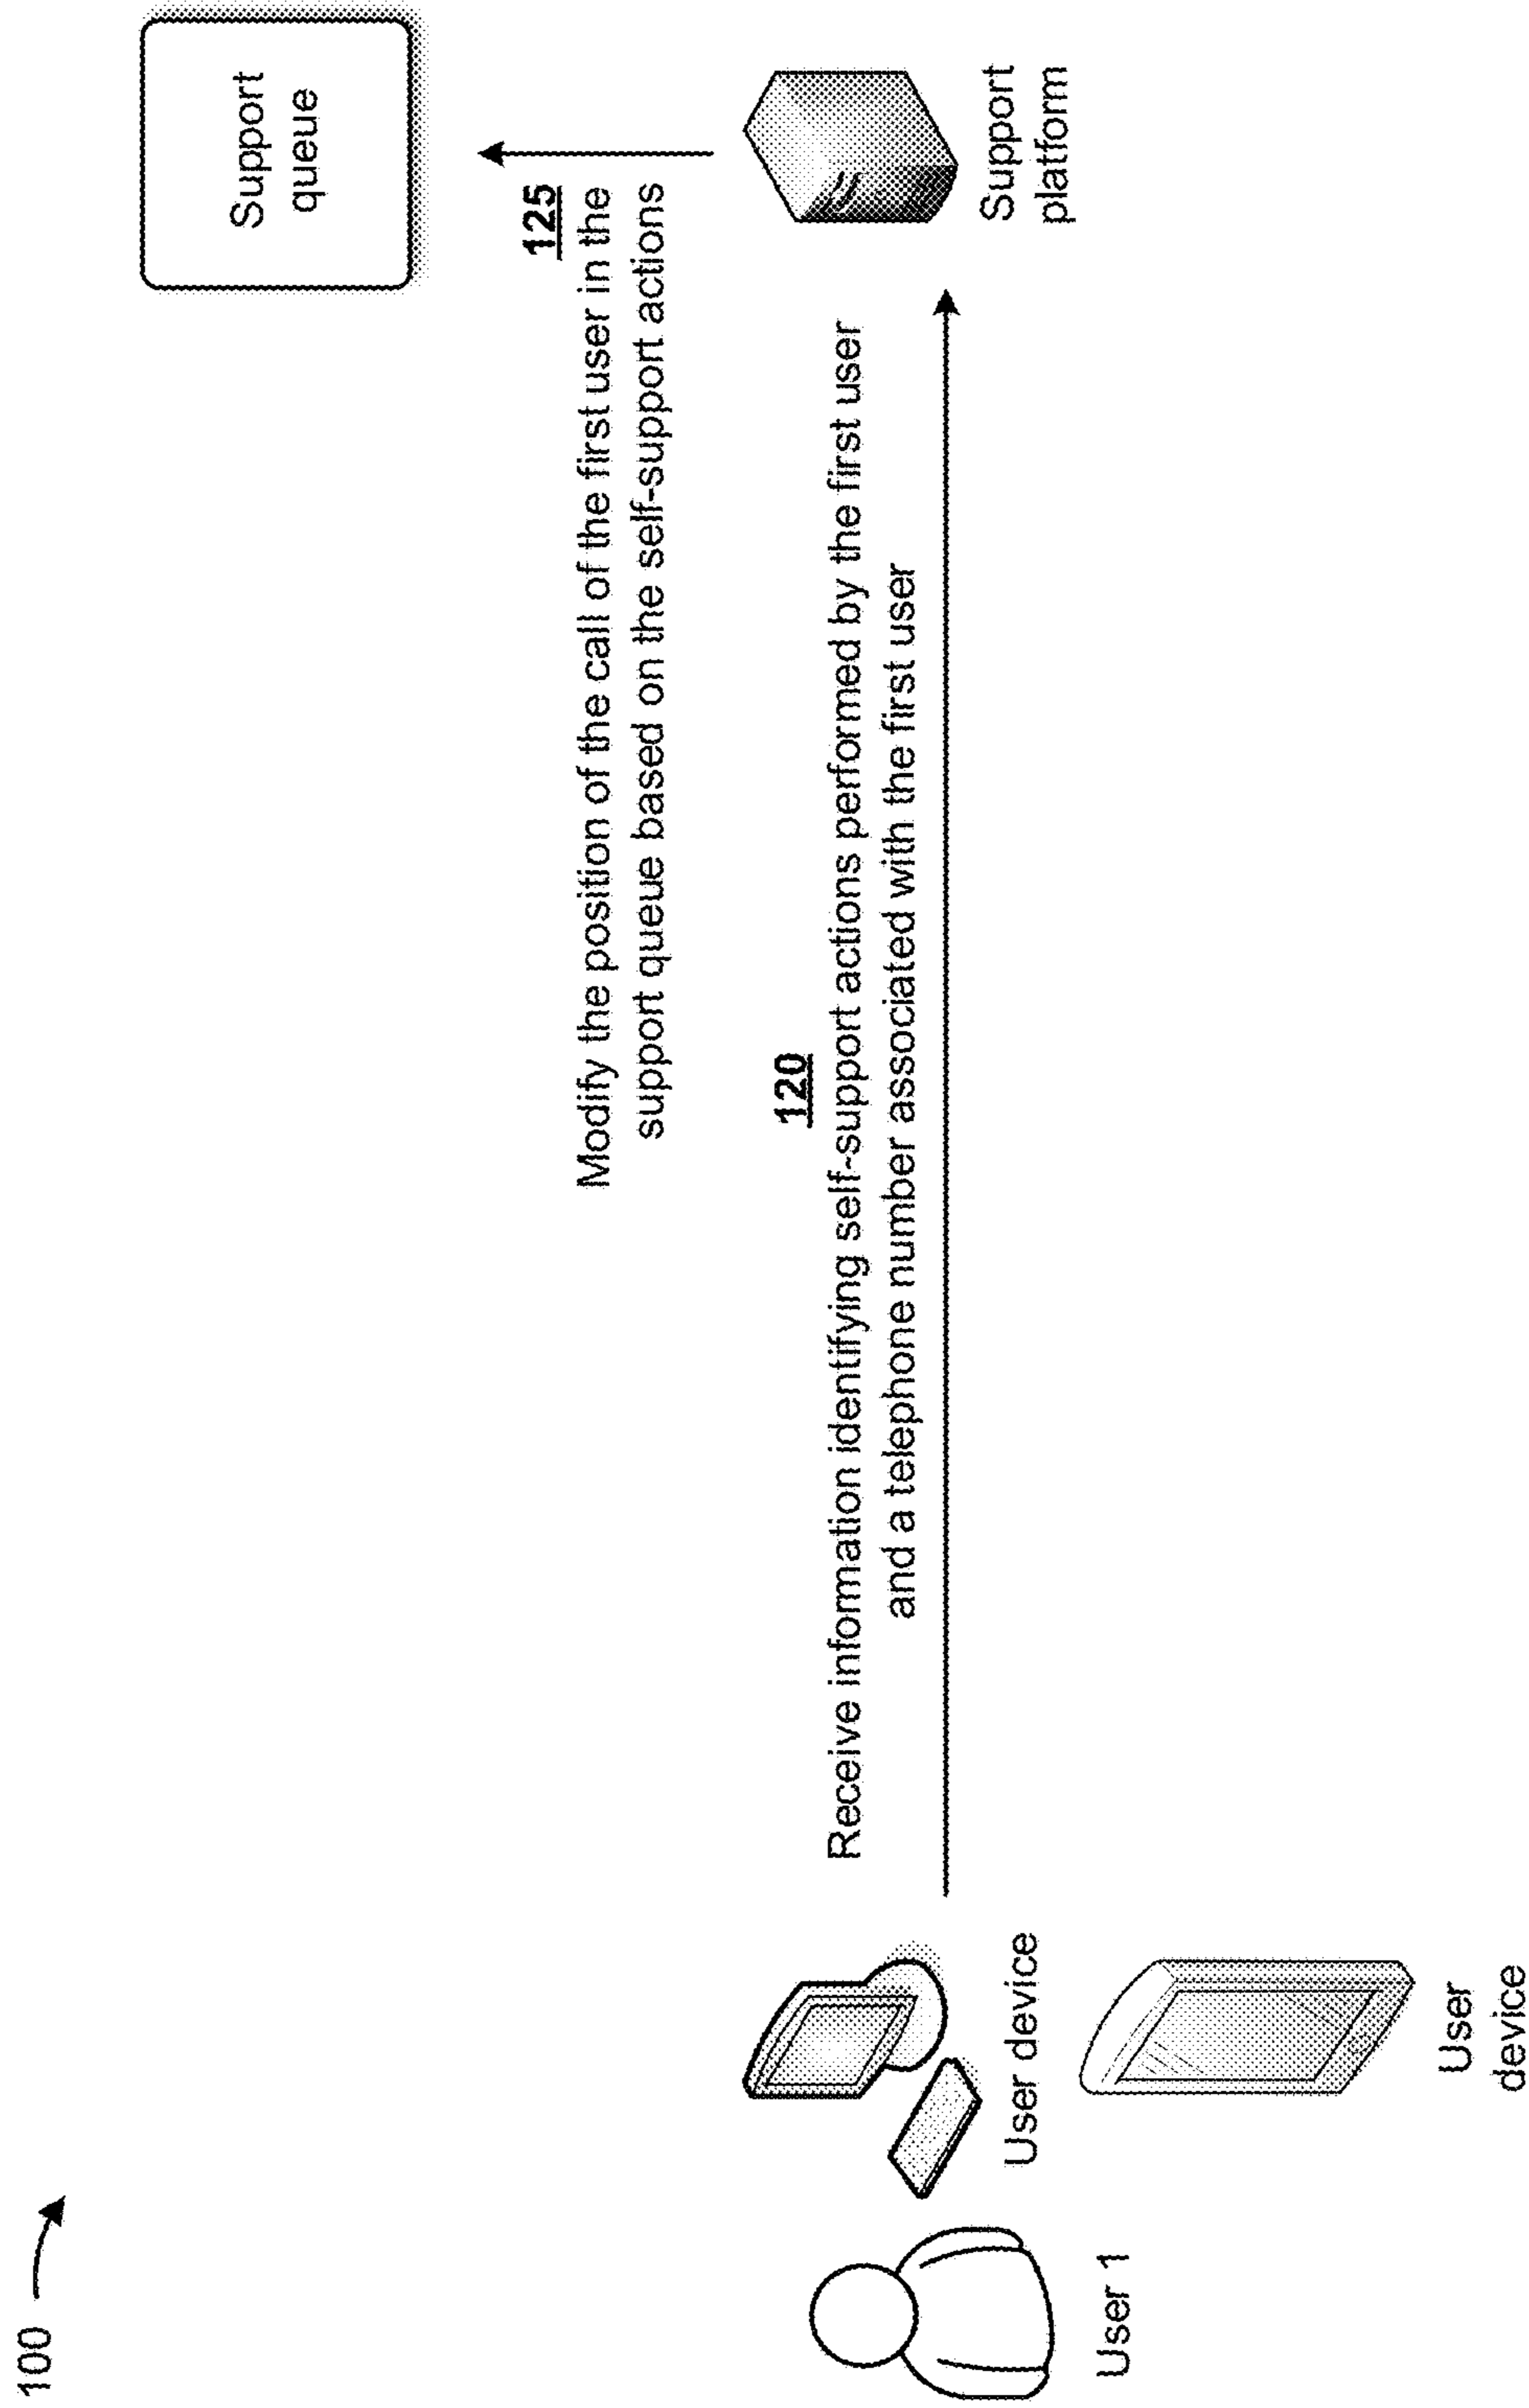 100
Support
queue
125
Modify the position of the call of the first user in the
support queue based on the self-support actions
120
Receive information identifying self-support actions performed by the first user
and a telephone number associated with the first user
Support
platform
User 1
User device
User
device